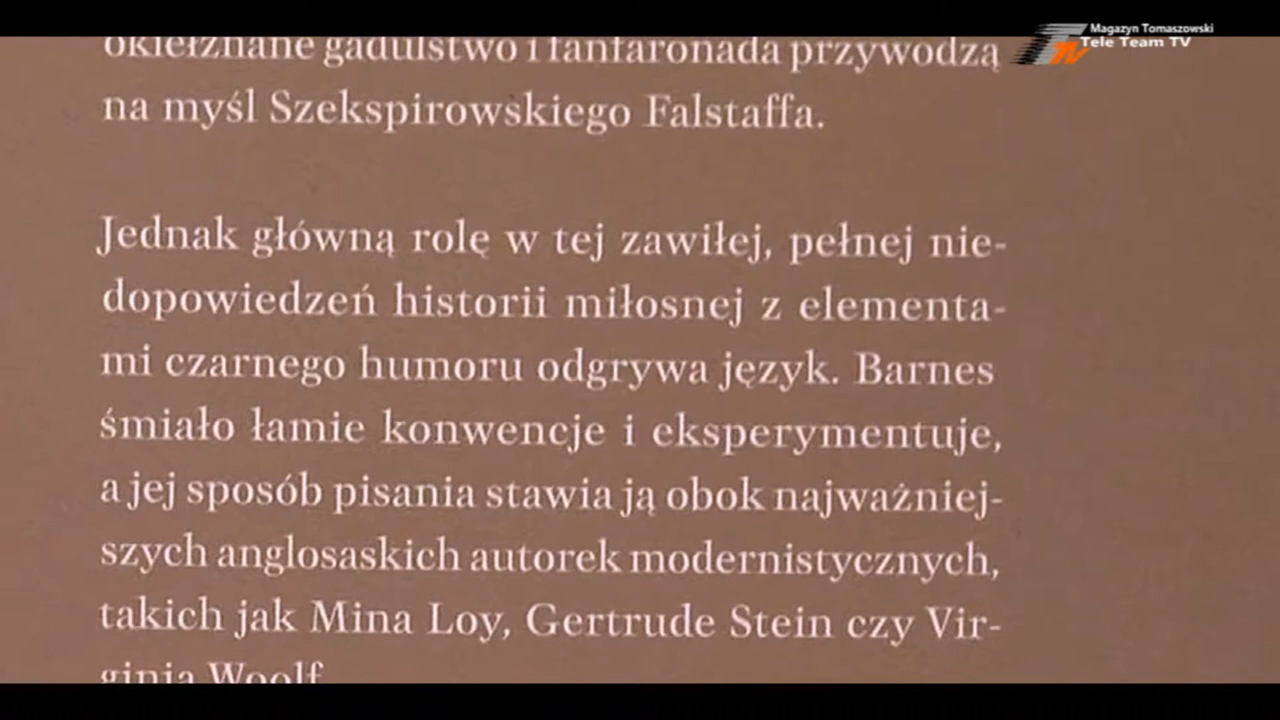 Magazyn Tomaszowski
Tele Team TV
okiełznane gadulstwo i fanfaronada przywodzą
na myśl Szekspirowskiego Falstaffa.
Jednak główną rolę w tej zawiłej, pełnej nie-
dopowiedzeń historii miłosnej z elementa-
mi czarnego humoru odgrywa język. Barnes
śmiało łamie konwencje i eksperymentuje,
a jej sposób pisania stawia ją obok najważniej-
szych anglosaskich autorek modernistycznych,
takich jak Mina Loy, Gertrude Stein czy Vir-
ginia Woolf